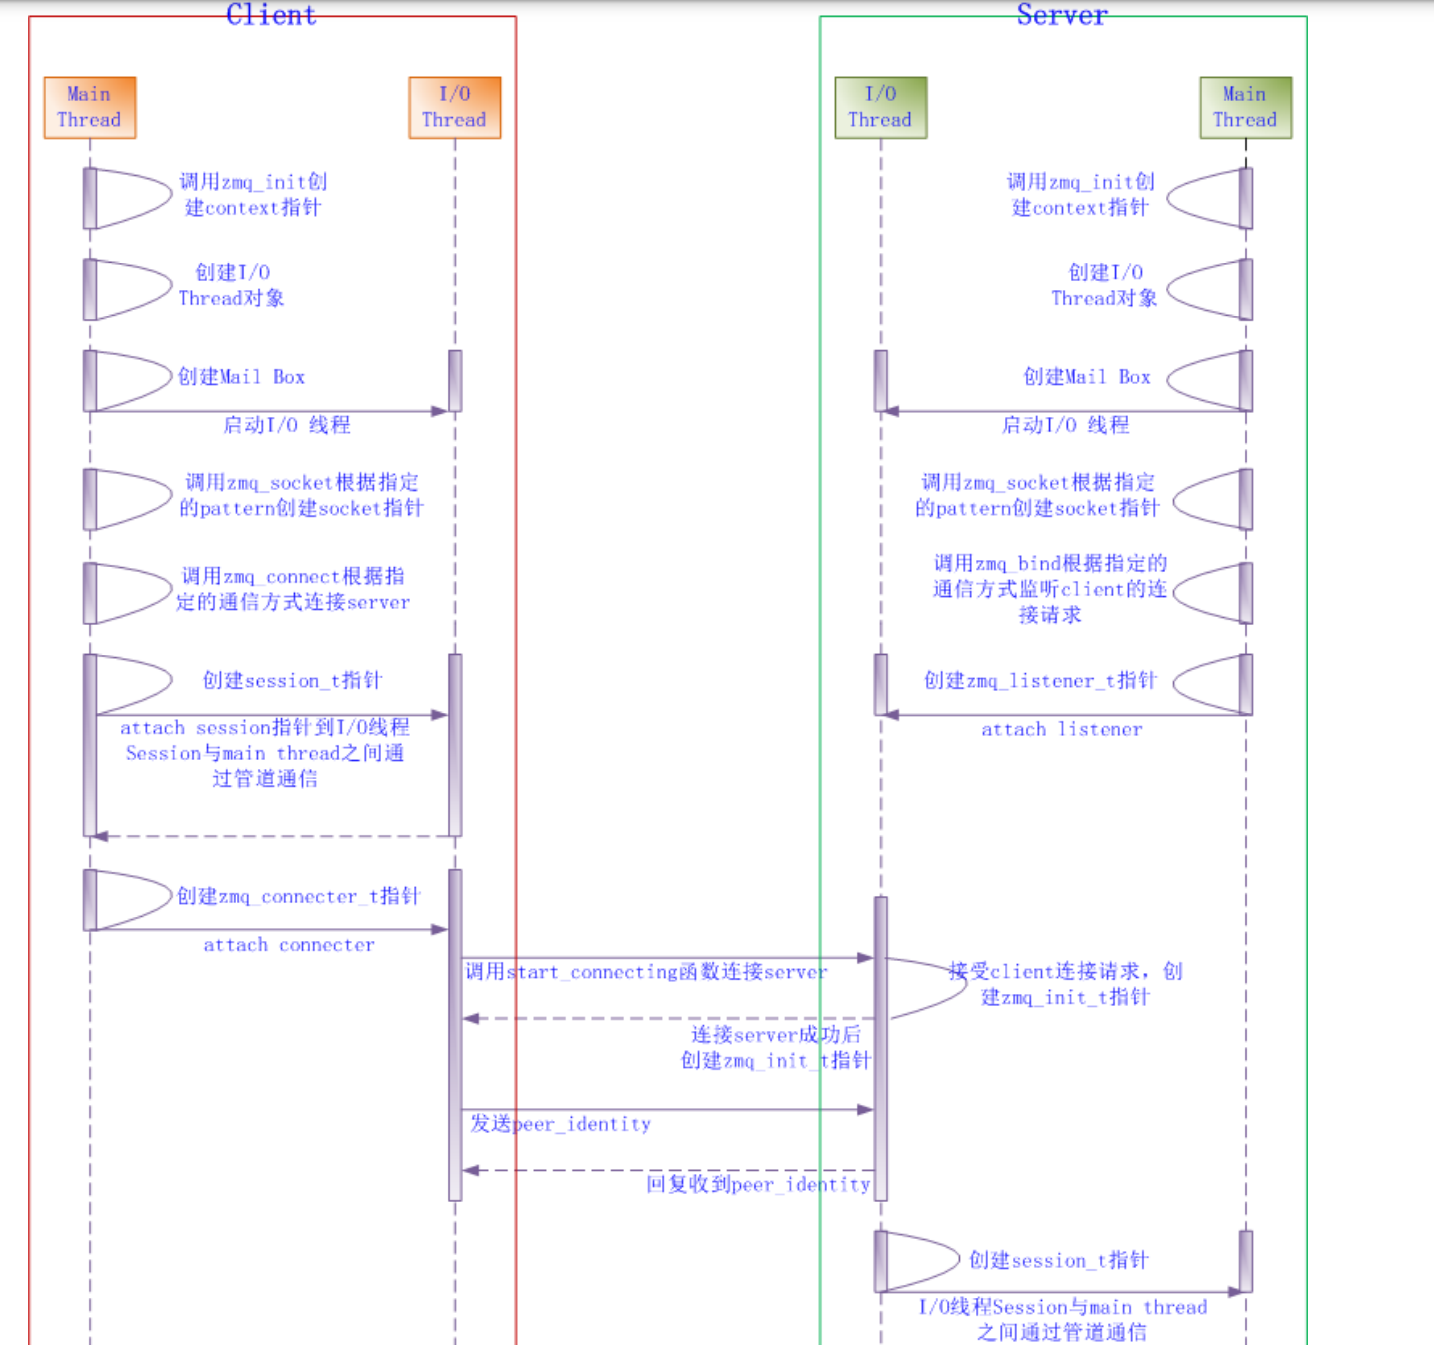 Client
Server
Main
Thread
I/O
Thread
I/O
Thread
Main
Thread
调用zmq_init创
建context指针
调用zmq_init创
建context指针
创建I/O
Thread对象
创建I/O
Thread对象
创建Mail Box
创建Mail Box
启动I/O 线程
启动I/O 线程
调用zmq_socket根据指定
的pattern创建socket指针
调用zmq_socket根据指定
的pattern创建socket指针
调用zmq_connect根据指
定的通信方式连接server
调用zmq_bind根据指定的
通信方式监听client的连
接请求
创建session_t指针
创建zmq_listener_t指针
attach session指针到I/O线程
Session与main thread之间通
过管道通信
attach listener
创建zmq_connecter_t指针
attach connecter
调用start_connecting函数连接server
接受client连接请求，创
建zmq_init_t指针
连接server成功后
创建zmq_init_t指针
发送peer_identity
回复收到peer_identity
创建session_t指针
I/O线程Session与main thread
之间通过管道通信